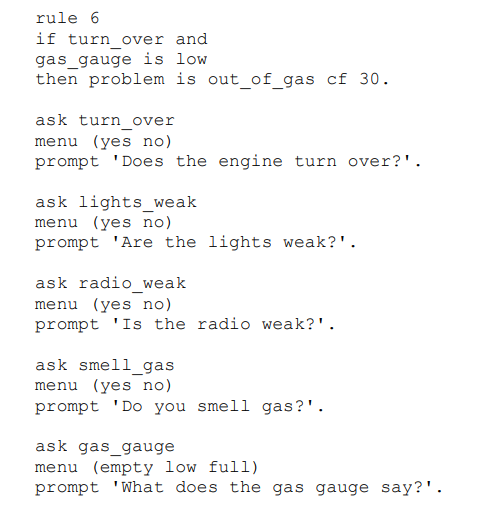 rule 6
if turn_over and
gas_gauge is low
then problem is out_of_gas cf 30.
ask turn_over
menu (yes no)
prompt 'Does the engine turn over?'.
ask lights_weak
menu (yes no)
prompt 'Are the lights weak?'.
ask radio_weak
menu (yes no)
prompt 'Is the radio weak?'.
ask smell_gas
menu (yes no)
prompt 'Do you smell gas?'.
ask gas_gauge
menu (empty low full)
prompt 'What does the gas gauge say?'.